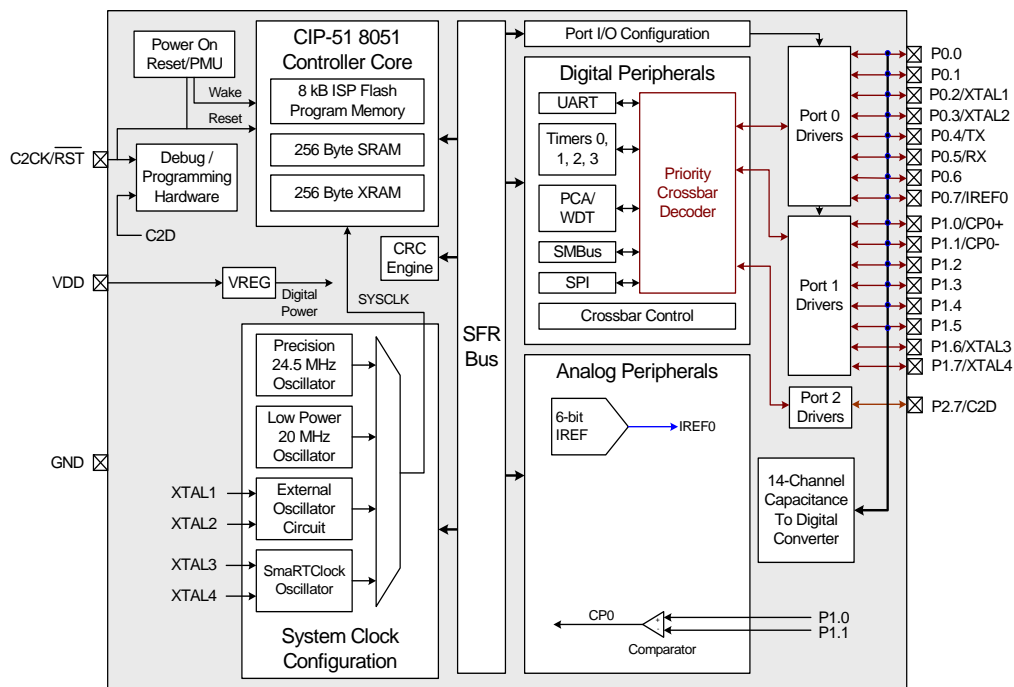 Power On
Reset/PMU
Wake
Reset
C2CK/RST
Debug /
Programming
Hardware
C2D
VDD
VREG
Digital
Power
GND
CIP-51 8051
Controller Core
8 kB ISP Flash
Program Memory
256 Byte SRAM
256 Byte XRAM
CRC
Engine
SYSCLK
Precision
24.5 MHz
Oscillator
Low Power
20 MHz
Oscillator
External
Oscillator
Circuit
SmaRTClock
Oscillator
XTAL1
XTAL2
XTAL3
XTAL4
System Clock
Configuration
SFR
Bus
Port I/O Configuration
Digital Peripherals
UART
Timers 0,
1, 2, 3
PCA/
WDT
SMBus
SPI
Priority
Crossbar
Decoder
Crossbar Control
Analog Peripherals
6-bit
IREF
IREF0
CP0
+
-
Comparator
P1.0
P1.1
Port 0
Drivers
Port 1
Drivers
Port 2
Drivers
14-Channel
Capacitance
To Digital
Converter
P0.0
P0.1
P0.2/XTAL1
P0.3/XTAL2
P0.4/TX
P0.5/RX
P0.6
P0.7/IREF0
P1.0/CP0+
P1.1/CP0-
P1.2
P1.3
P1.4
P1.5
P1.6/XTAL3
P1.7/XTAL4
P2.7/C2D